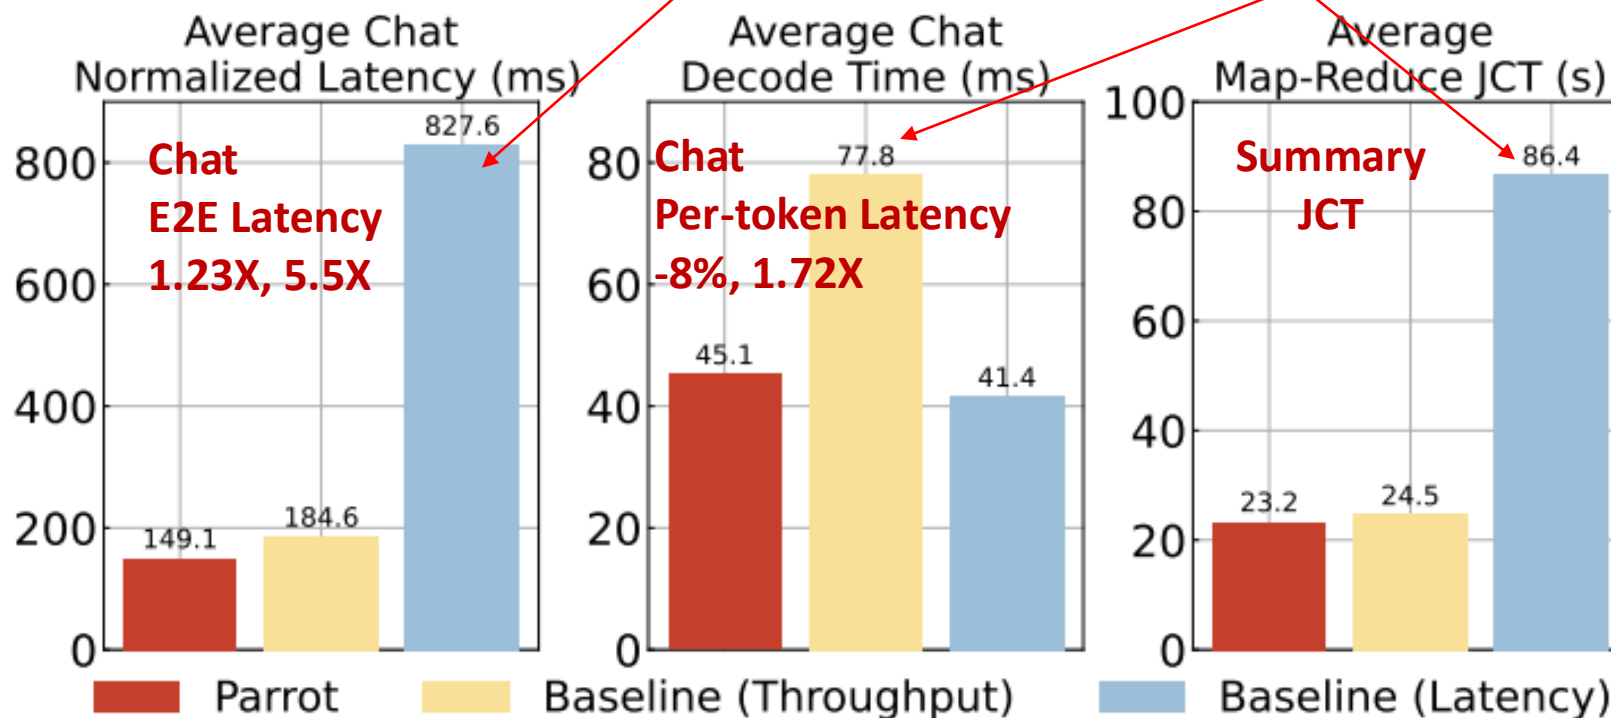 Average Chat
Normalized Latency (ms)
800
600
400
200
0
827.6
184.6
149.1
Chat
E2E Latency
1.23X, 5.5X
Average Chat
Decode Time (ms)
80
60
40
20
0
77.8
45.1
41.4
Chat
Per-token Latency
-8%, 1.72X
Average
Map-Reduce JCT (s)
100
80
60
40
20
0
86.4
23.2
24.5
Summary
JCT
Parrot
Baseline (Throughput)
Baseline (Latency)